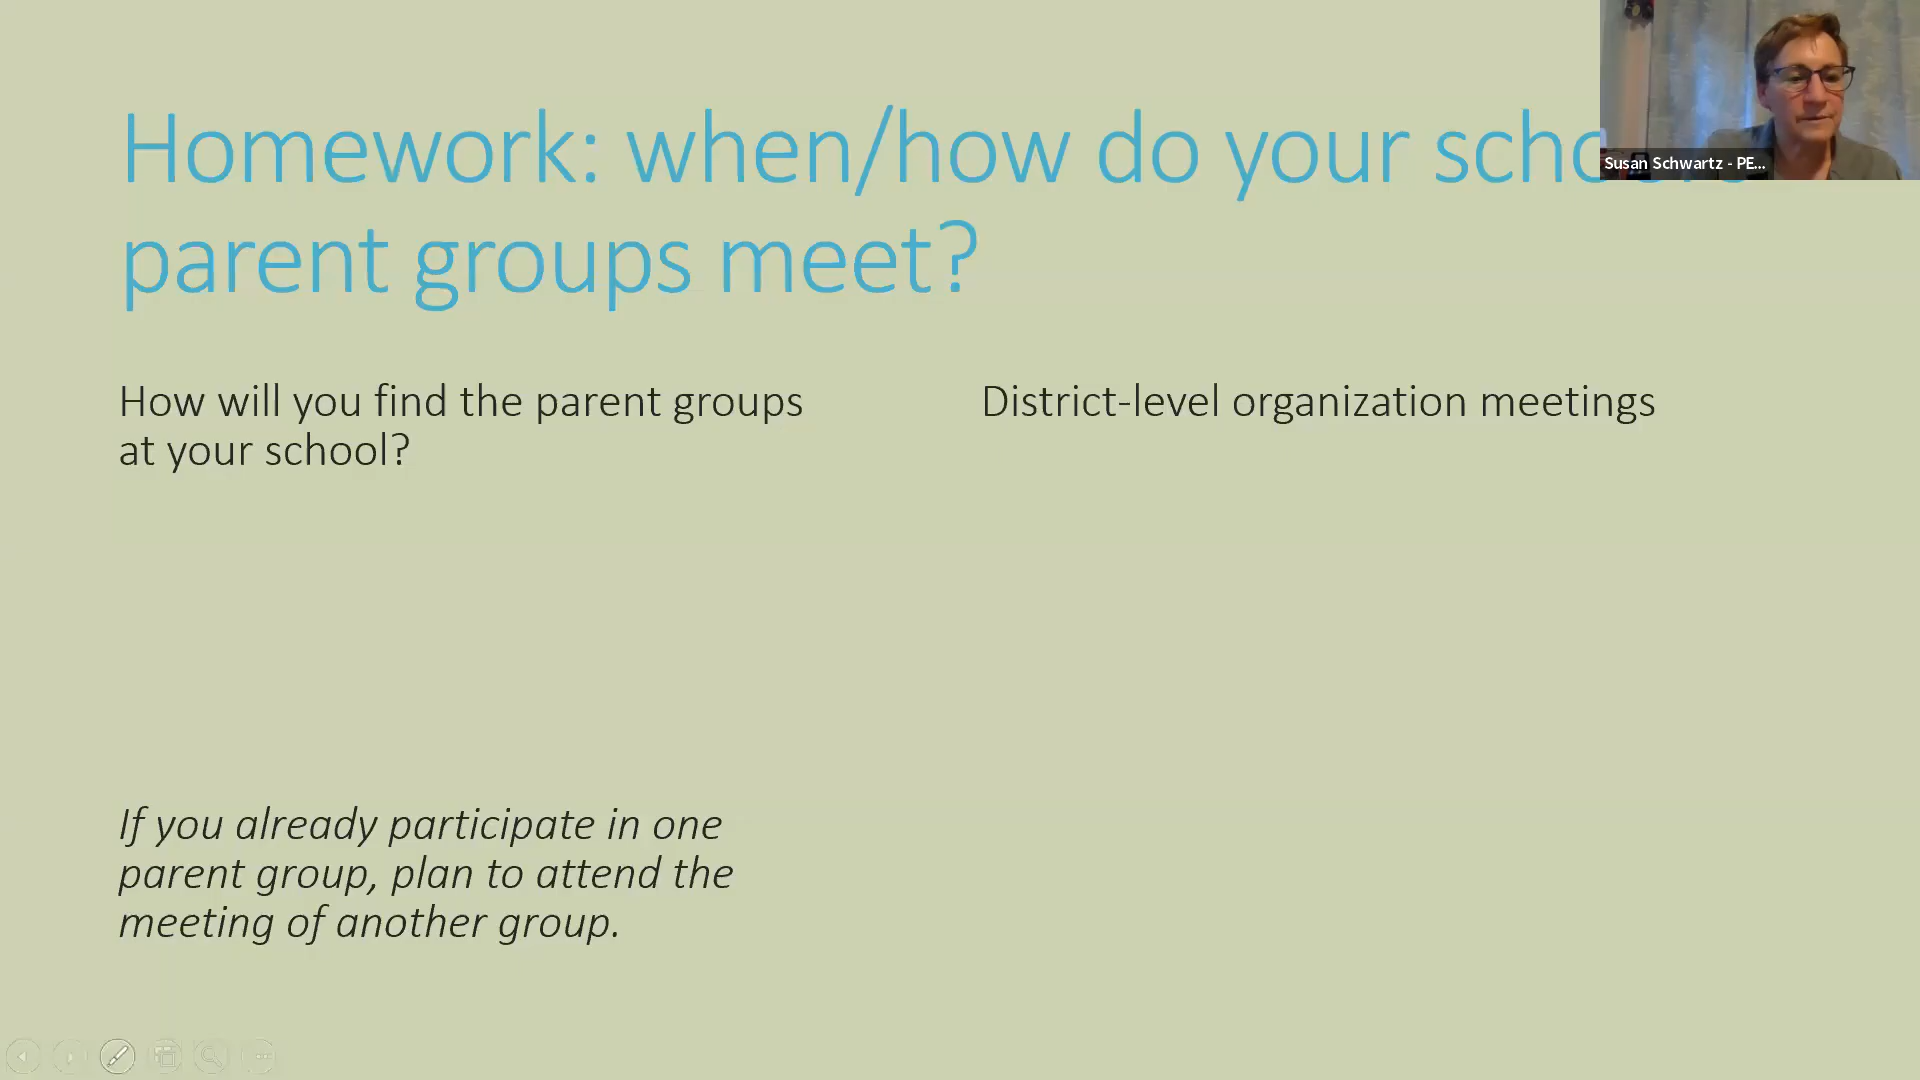 Homework: when/how do your
parent groups meet?
How will you find the parent groups
at your school?
District-level organization meetings
If you already participate in one
parent group, plan to attend the
meeting of another group.
Susan Schwartz - PE...